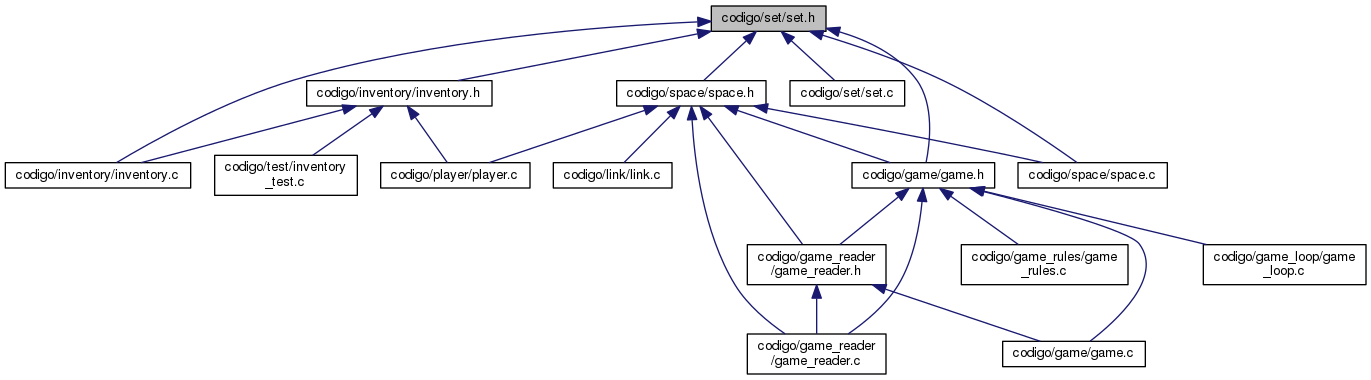 codigo/set/set.h
codigo/inventory/inventory.h
codigo/space/space.h
codigo/set/set.c
codigo/inventory/inventory.c
codigo/test/inventory
_test.c
codigo/player/player.c
codigo/link/link.c
codigo/game/game.h
codigo/space/space.c
codigo/game_reader
/game_reader.h
codigo/game_rules/game
_rules.c
codigo/game_loop/game
_loop.c
codigo/game_reader
/game_reader.c
codigo/game/game.c